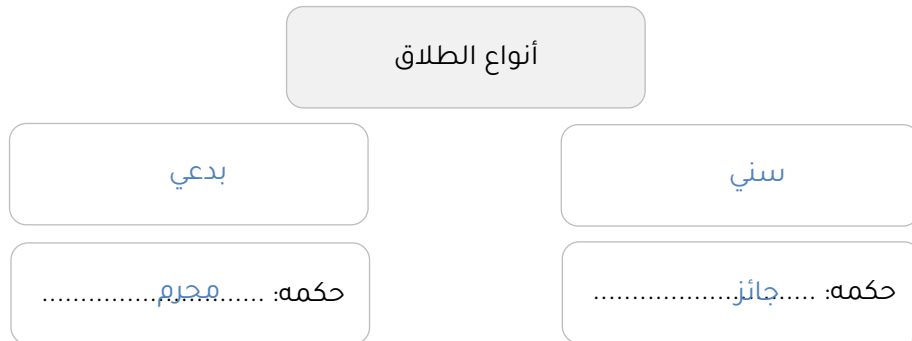 أنواع الطلاق
سني
بدعي
حكمه: جائز
حكمه: محرم